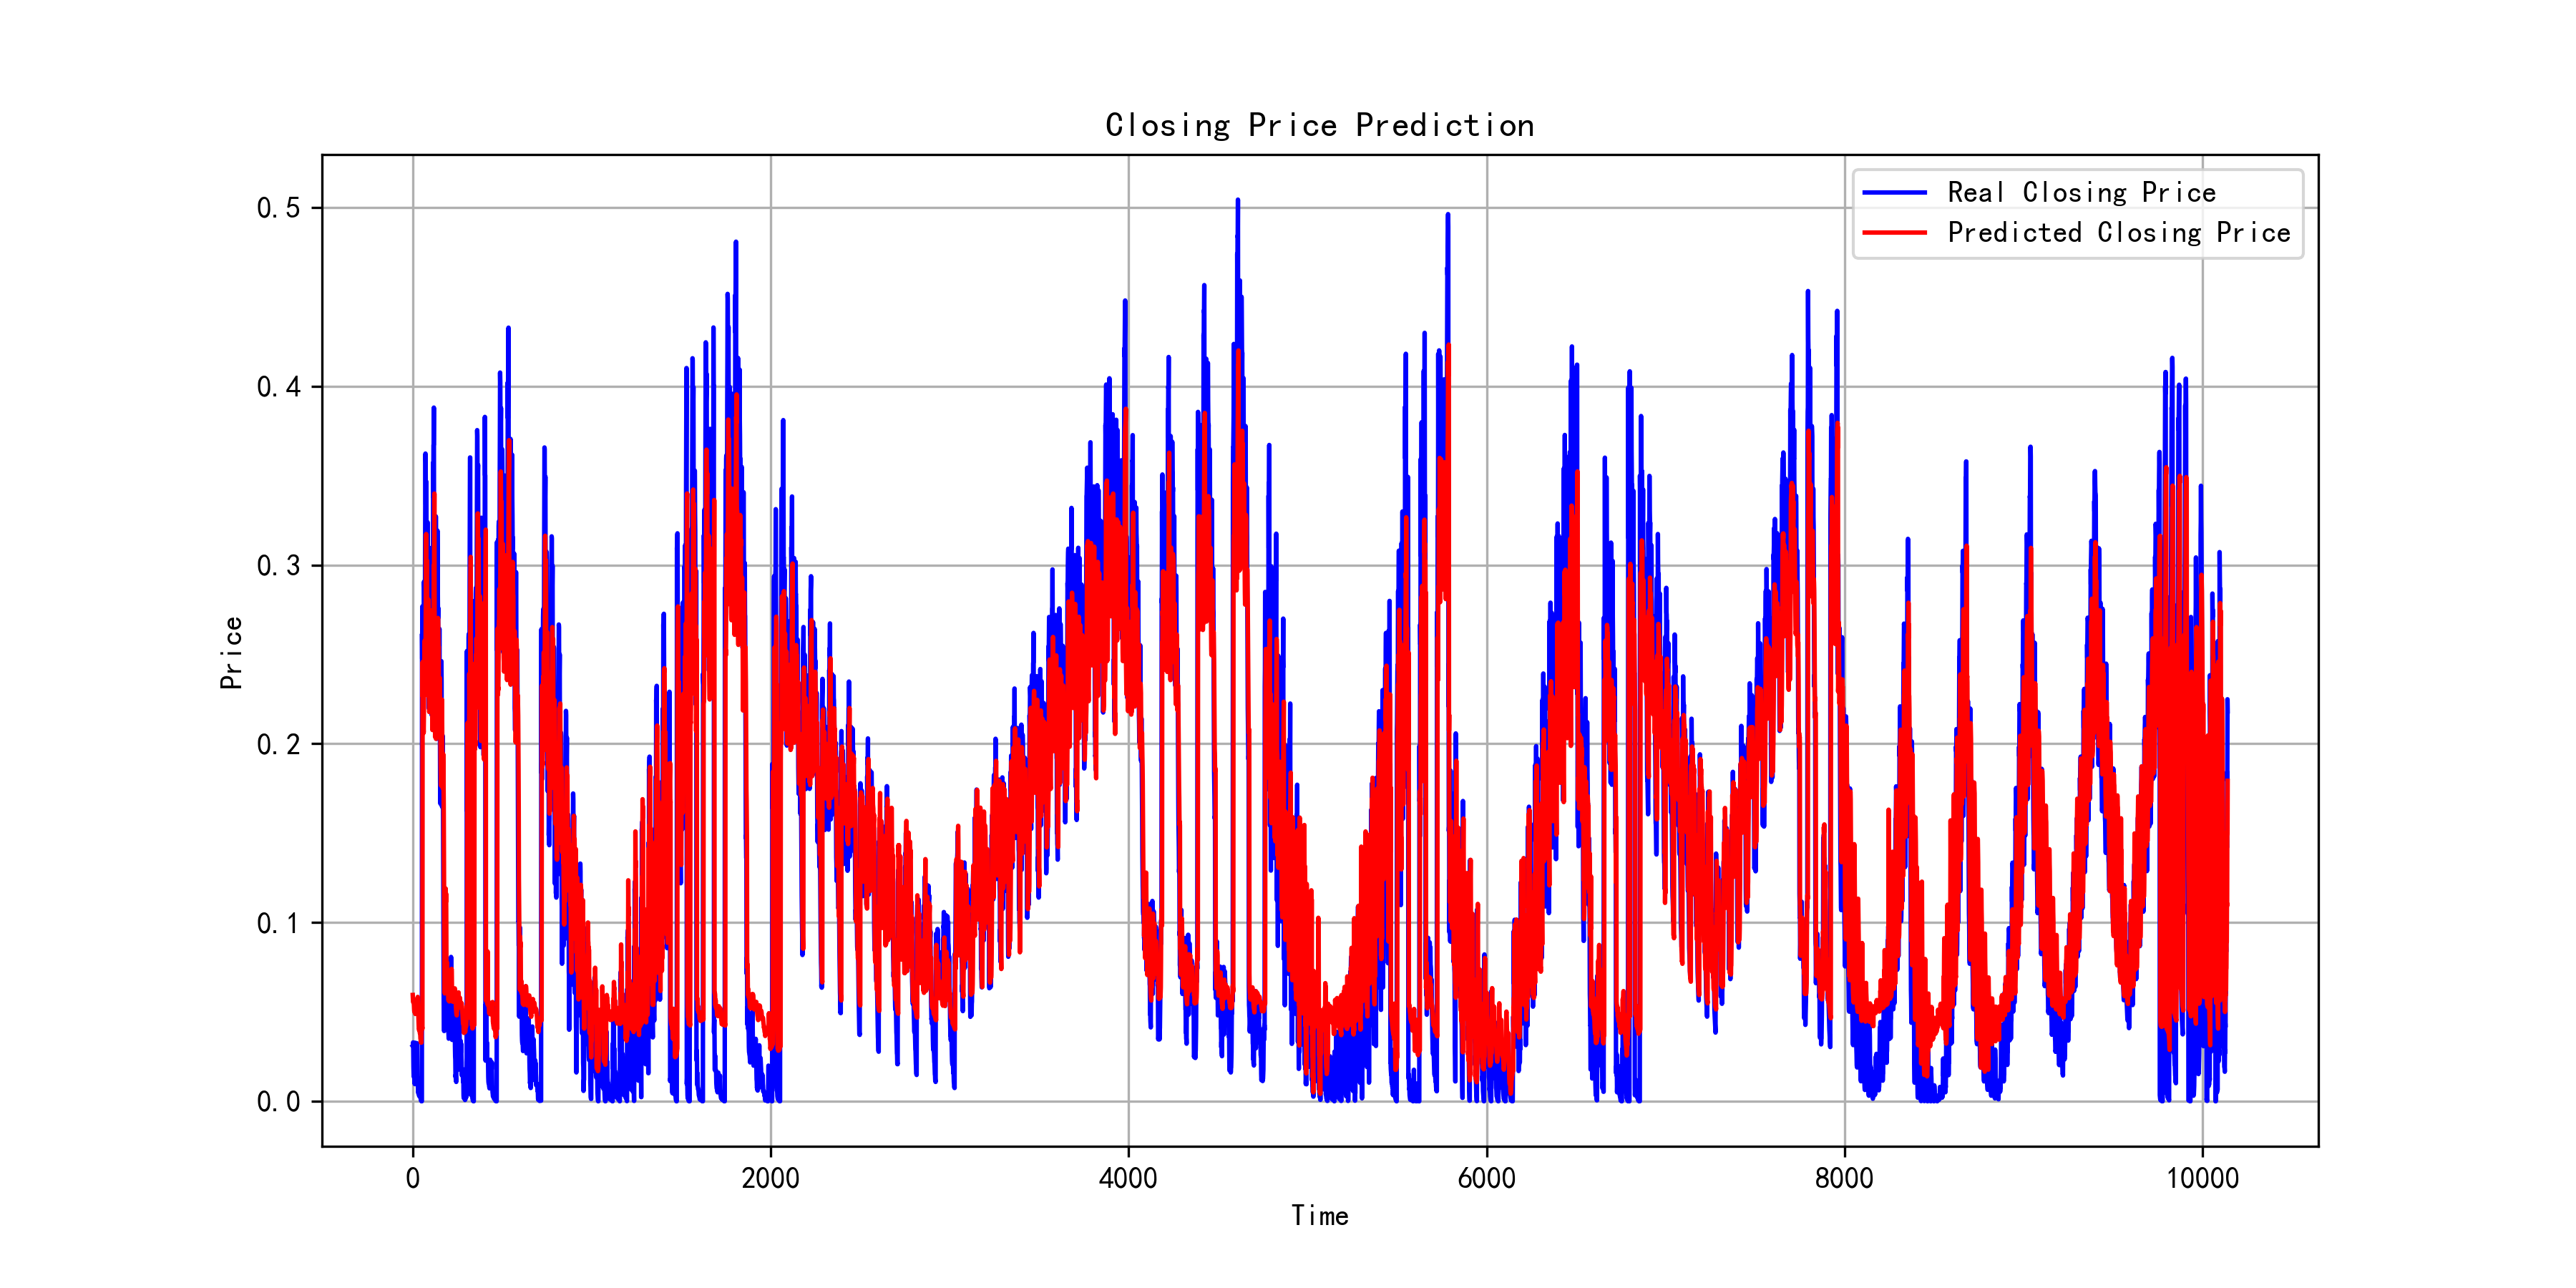 Closing Price Prediction
Real Closing Price
Predicted Closing Price
Price
0.5
0.4
0.3
0.2
0.1
0.0
0 2000 4000 6000 8000 10000
Time